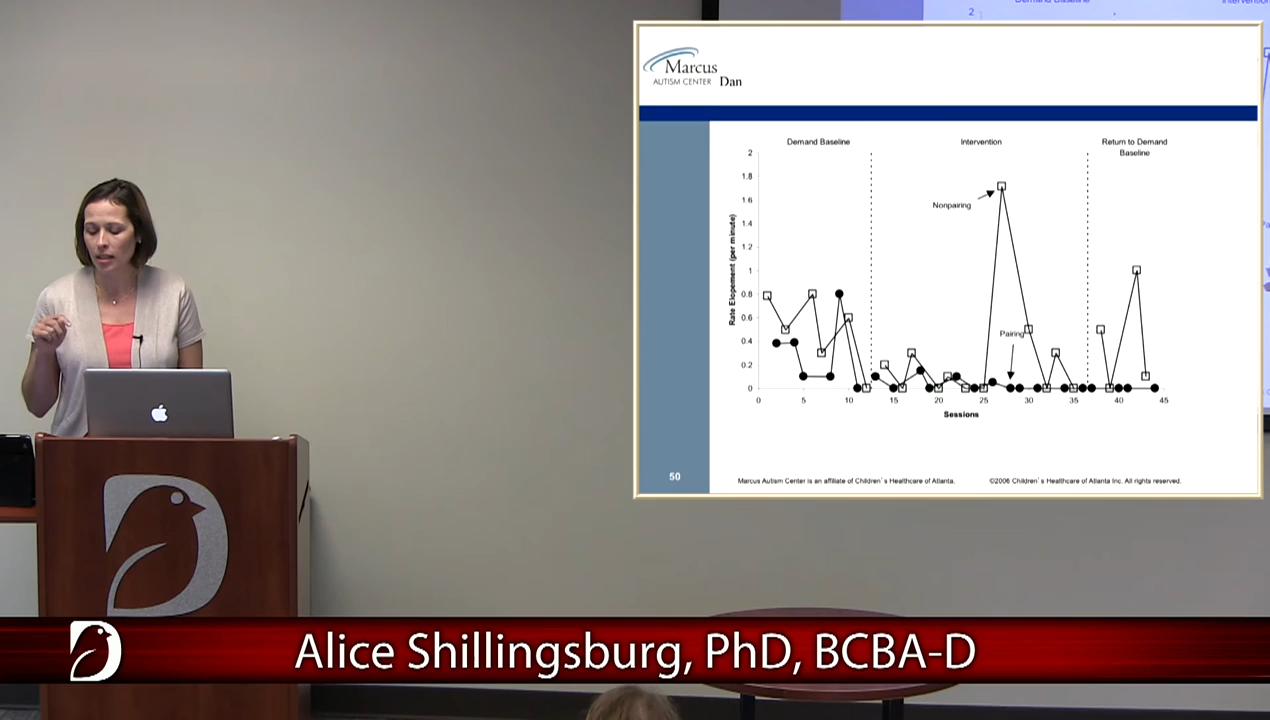 2
Marcus
AUTISM CENTER
Dan
Demand Baseline
Intervention
Return to Demand
Baseline
2
1.8
1.6
1.4
1.2
1
0.8
0.6
0.4
0.2
0
Rate Elopement (per minute)
Nonpairing
Pairing
0
5
10
15
20
25
30
35
40
45
Sessions
50
Marcus Autism Center is an affiliate of Children`s Healthcare of Atlanta.
©2006 Children`s Healthcare of Atlanta Inc. All rights reserved.
Alice Shillingsburg, PhD, BCBA-D